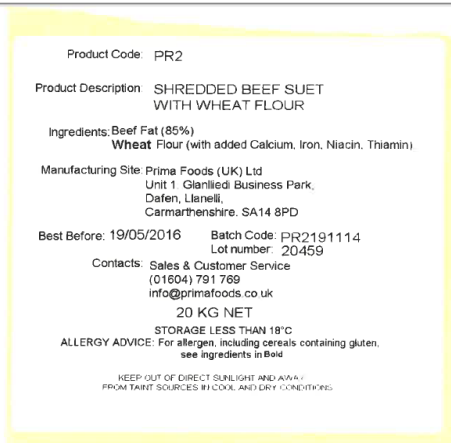 Product Code: PR2
Product Description: SHREDDED BEEF SUET
WITH WHEAT FLOUR
Ingredients: Beef Fat (85%)
Wheat Flour (with added Calcium, Iron, Niacin, Thiamin)
Manufacturing Site: Prima Foods (UK) Ltd
Unit 1. Glanlliedi Business Park,
Dafen, Llanelli,
Carmarthenshire. SA14 8PD
Best Before: 19/05/2016 Batch Code: PR2191114
Lot number: 20459
Contacts: Sales & Customer Service
(01604) 791 769
info@primafoods.co.uk
20 KG NET
STORAGE LESS THAN 18°C
ALLERGY ADVICE: For allergen, including cereals containing gluten,
see ingredients in Bold
KEEP OUT OF DIRECT SUNLIGHT AND AWAY
FROM TAINT SOURCES IN COOL AND DRY CONDITIONS